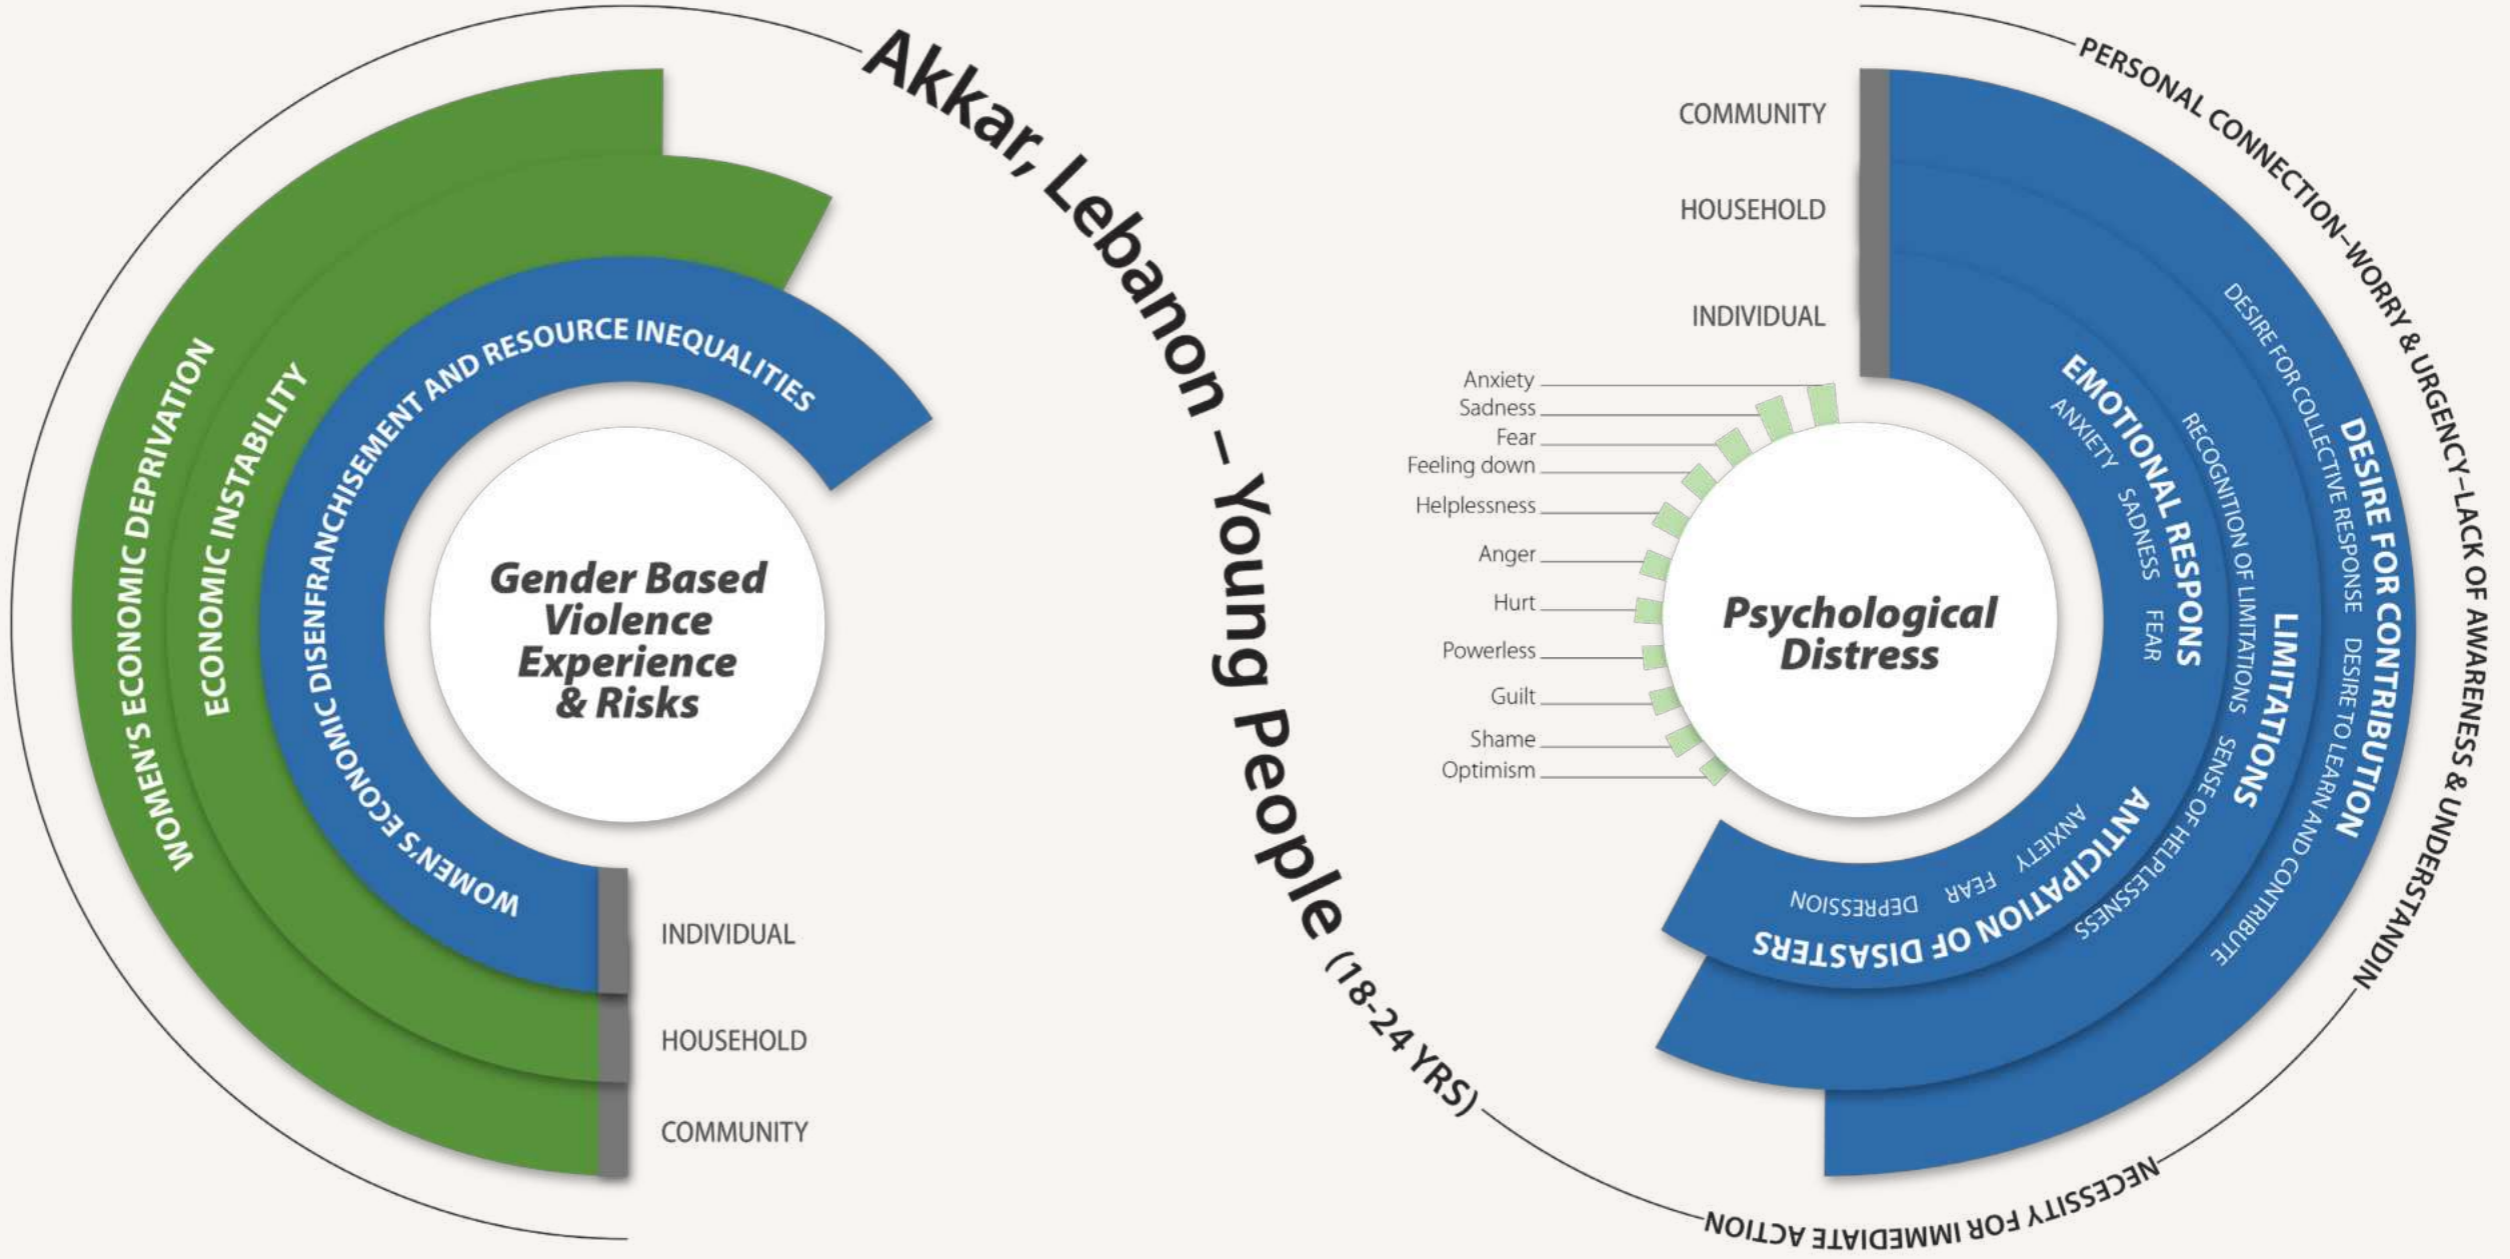 Akkar, Lebanon – Young People (18-24 YRS)
WOMEN'S ECONOMIC DEPRIVATION
ECONOMIC INSTABILITY
WOMEN'S ECONOMIC DISENFRANCHISEMENT AND RESOURCE INEQUALITIES
Gender Based
Violence
Experience
& Risks
INDIVIDUAL
HOUSEHOLD
COMMUNITY
COMMUNITY
HOUSEHOLD
INDIVIDUAL
Anxiety
Sadness
Fear
Feeling down
Helplessness
Anger
Hurt
Powerless
Guilt
Shame
Optimism
Psychological
Distress
EMOTIONAL RESPONS
ANXIETY SADNESS FEAR
ANTICIPATION OF DISASTERS
ANXIETY FEAR DEPRESSION
LIMITATIONS
RECOGNITION OF LIMITATIONS SENSE OF HELPLESSNESS
DESIRE FOR CONTRIBUTION
DESIRE FOR COLLECTIVE RESPONSE DESIRE TO LEARN AND CONTRIBUTE
PERSONAL CONNECTION–WORRY & URGENCY–LACK OF AWARENESS & UNDERSTANDIN
NECESSITY FOR IMMEDIATE ACTION